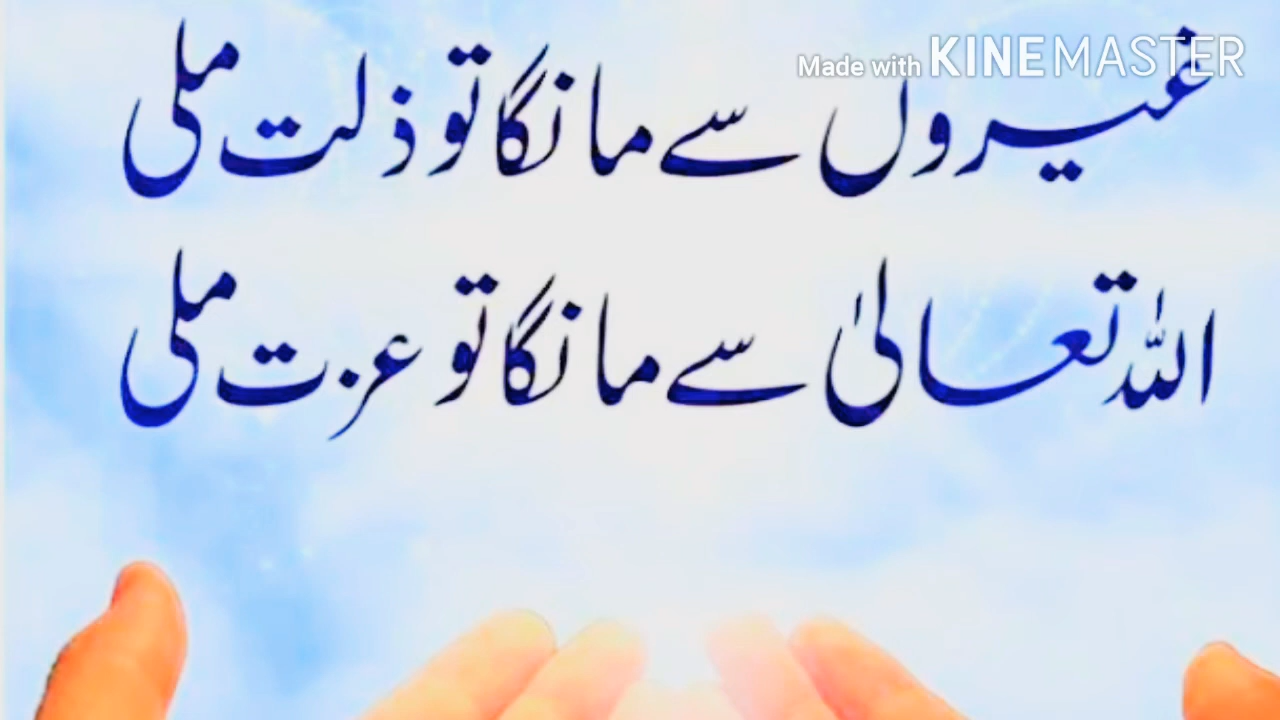 Made with KINEMASTER
غیروں سے مانگا تو ذلت ملی
اللہ تعالیٰ سے مانگا تو عزت ملی